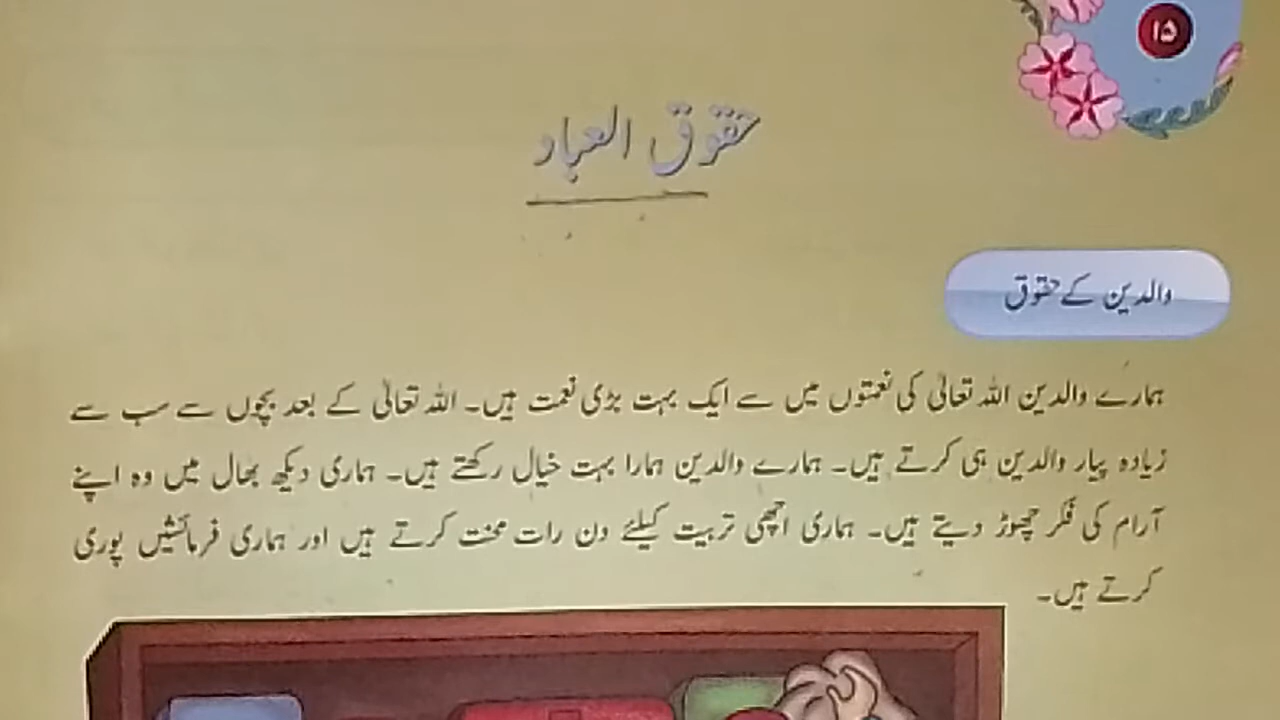 ۱۵
حقوق العباد
والدین کے حقوق
ہمارے والدین اللہ تعالیٰ کی نعمتوں میں سے ایک بہت بڑی نعمت ہیں۔ اللہ تعالیٰ کے بعد بچوں سے سب سے
زیادہ پیار والدین ہی کرتے ہیں۔ ہمارے والدین ہمارا بہت خیال رکھتے ہیں۔ ہماری دیکھ بھال میں وہ اپنے
آرام کی فکر چھوڑ دیتے ہیں۔ ہماری اچھی تربیت کیلئے دن رات محنت کرتے ہیں اور ہماری فرمائشیں پوری
کرتے ہیں۔